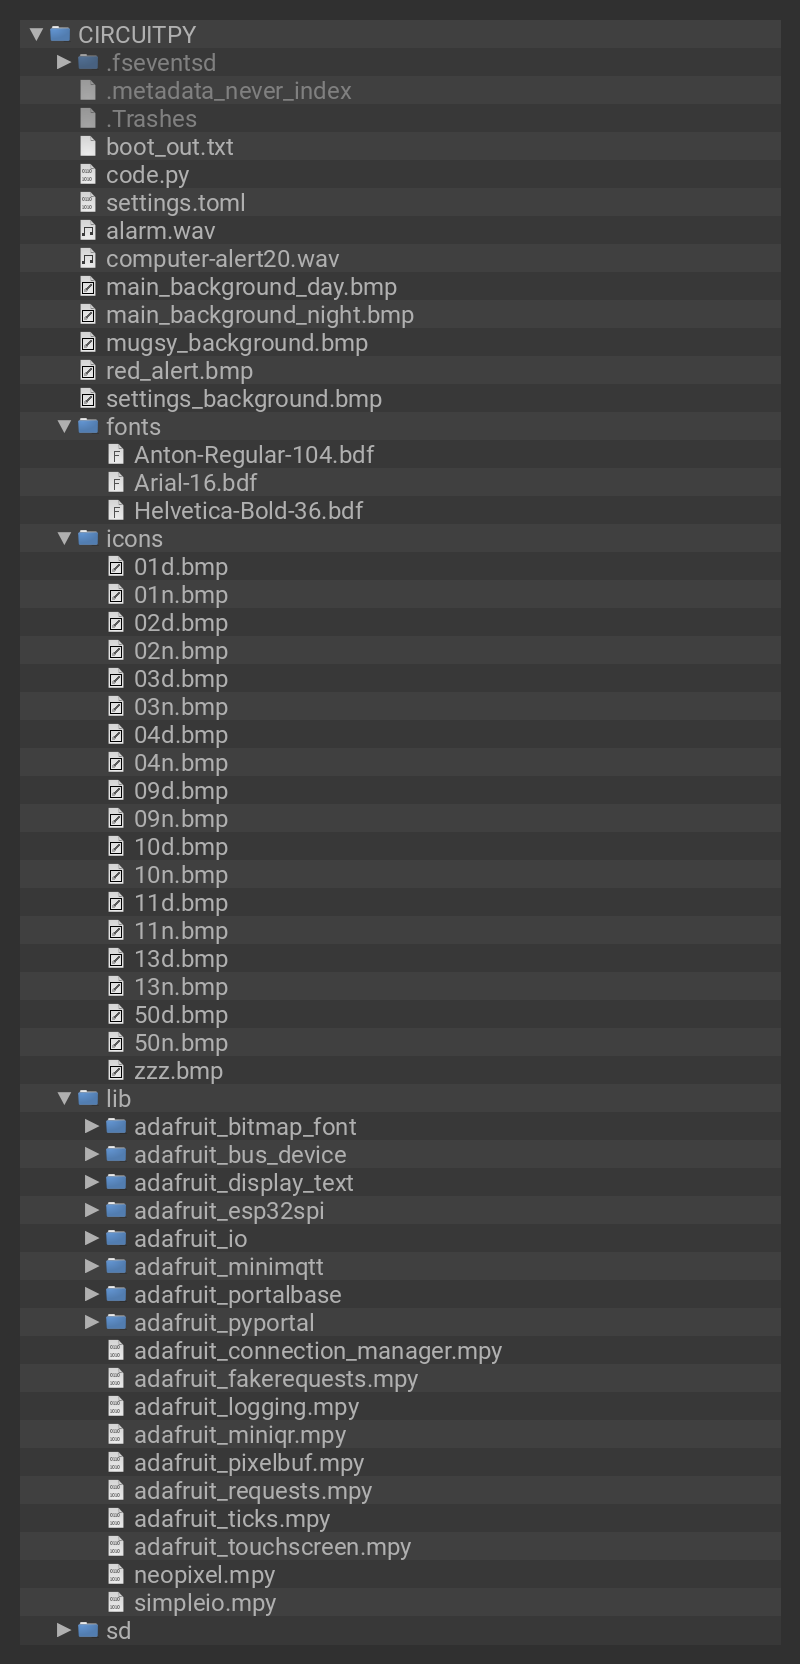 CIRCUITPY
.fseventsd
.metadata_never_index
.Trashes
boot_out.txt
code.py
settings.toml
alarm.wav
computer-alert20.wav
main_background_day.bmp
main_background_night.bmp
mugsy_background.bmp
red_alert.bmp
settings_background.bmp
fonts
Anton-Regular-104.bdf
Arial-16.bdf
Helvetica-Bold-36.bdf
icons
01d.bmp
01n.bmp
02d.bmp
02n.bmp
03d.bmp
03n.bmp
04d.bmp
04n.bmp
09d.bmp
09n.bmp
10d.bmp
10n.bmp
11d.bmp
11n.bmp
13d.bmp
13n.bmp
50d.bmp
50n.bmp
zzz.bmp
lib
adafruit_bitmap_font
adafruit_bus_device
adafruit_display_text
adafruit_esp32spi
adafruit_io
adafruit_minimqtt
adafruit_portalbase
adafruit_pyportal
adafruit_connection_manager.mpy
adafruit_fakerequests.mpy
adafruit_logging.mpy
adafruit_miniqr.mpy
adafruit_pixelbuf.mpy
adafruit_requests.mpy
adafruit_ticks.mpy
adafruit_touchscreen.mpy
neopixel.mpy
simpleio.mpy
sd